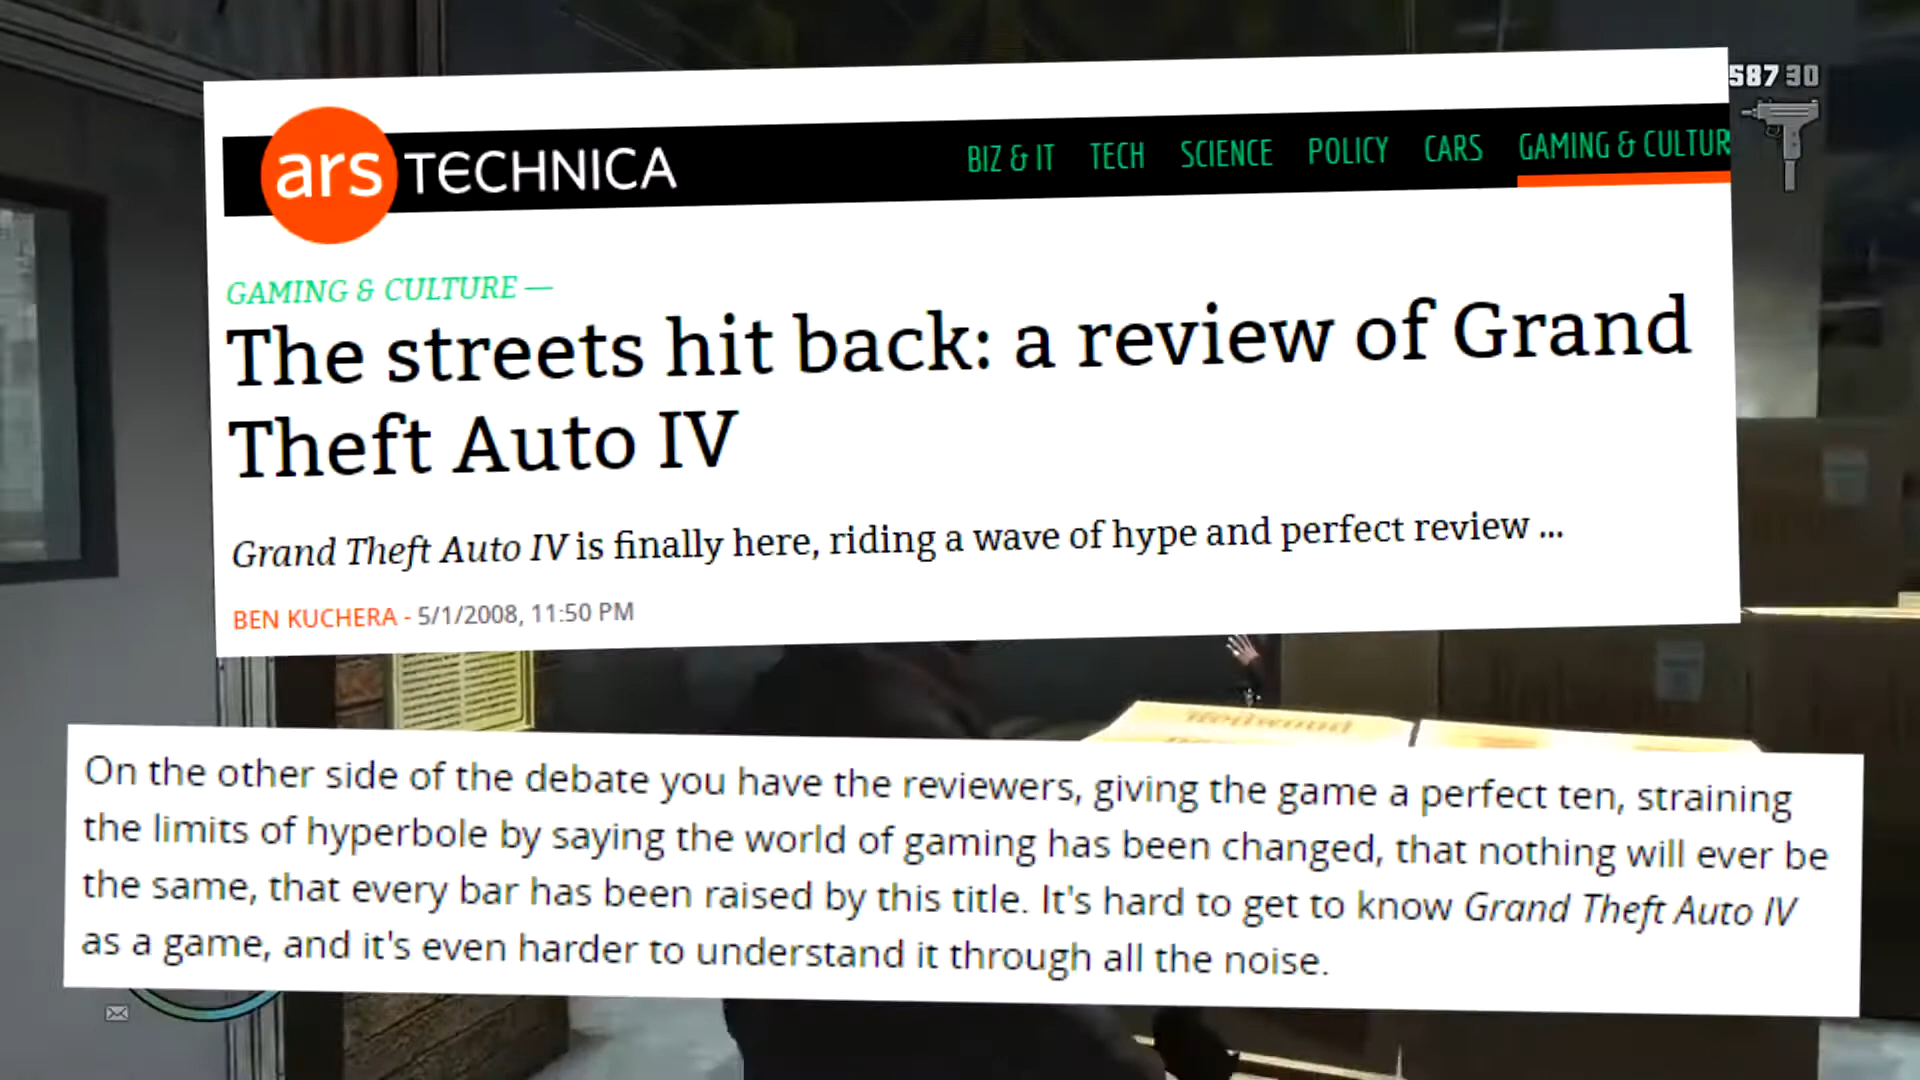 587 30
ars TECHNICA
BIZ & IT TECH SCIENCE POLICY CARS GAMING & CULTUR
GAMING & CULTURE —
The streets hit back: a review of Grand
Theft Auto IV
Grand Theft Auto IV is finally here, riding a wave of hype and perfect review ...
BEN KUCHERA - 5/1/2008, 11:50 PM
Redwood
On the other side of the debate you have the reviewers, giving the game a perfect ten, straining
the limits of hyperbole by saying the world of gaming has been changed, that nothing will ever be
the same, that every bar has been raised by this title. It's hard to get to know Grand Theft Auto IV
as a game, and it's even harder to understand it through all the noise.